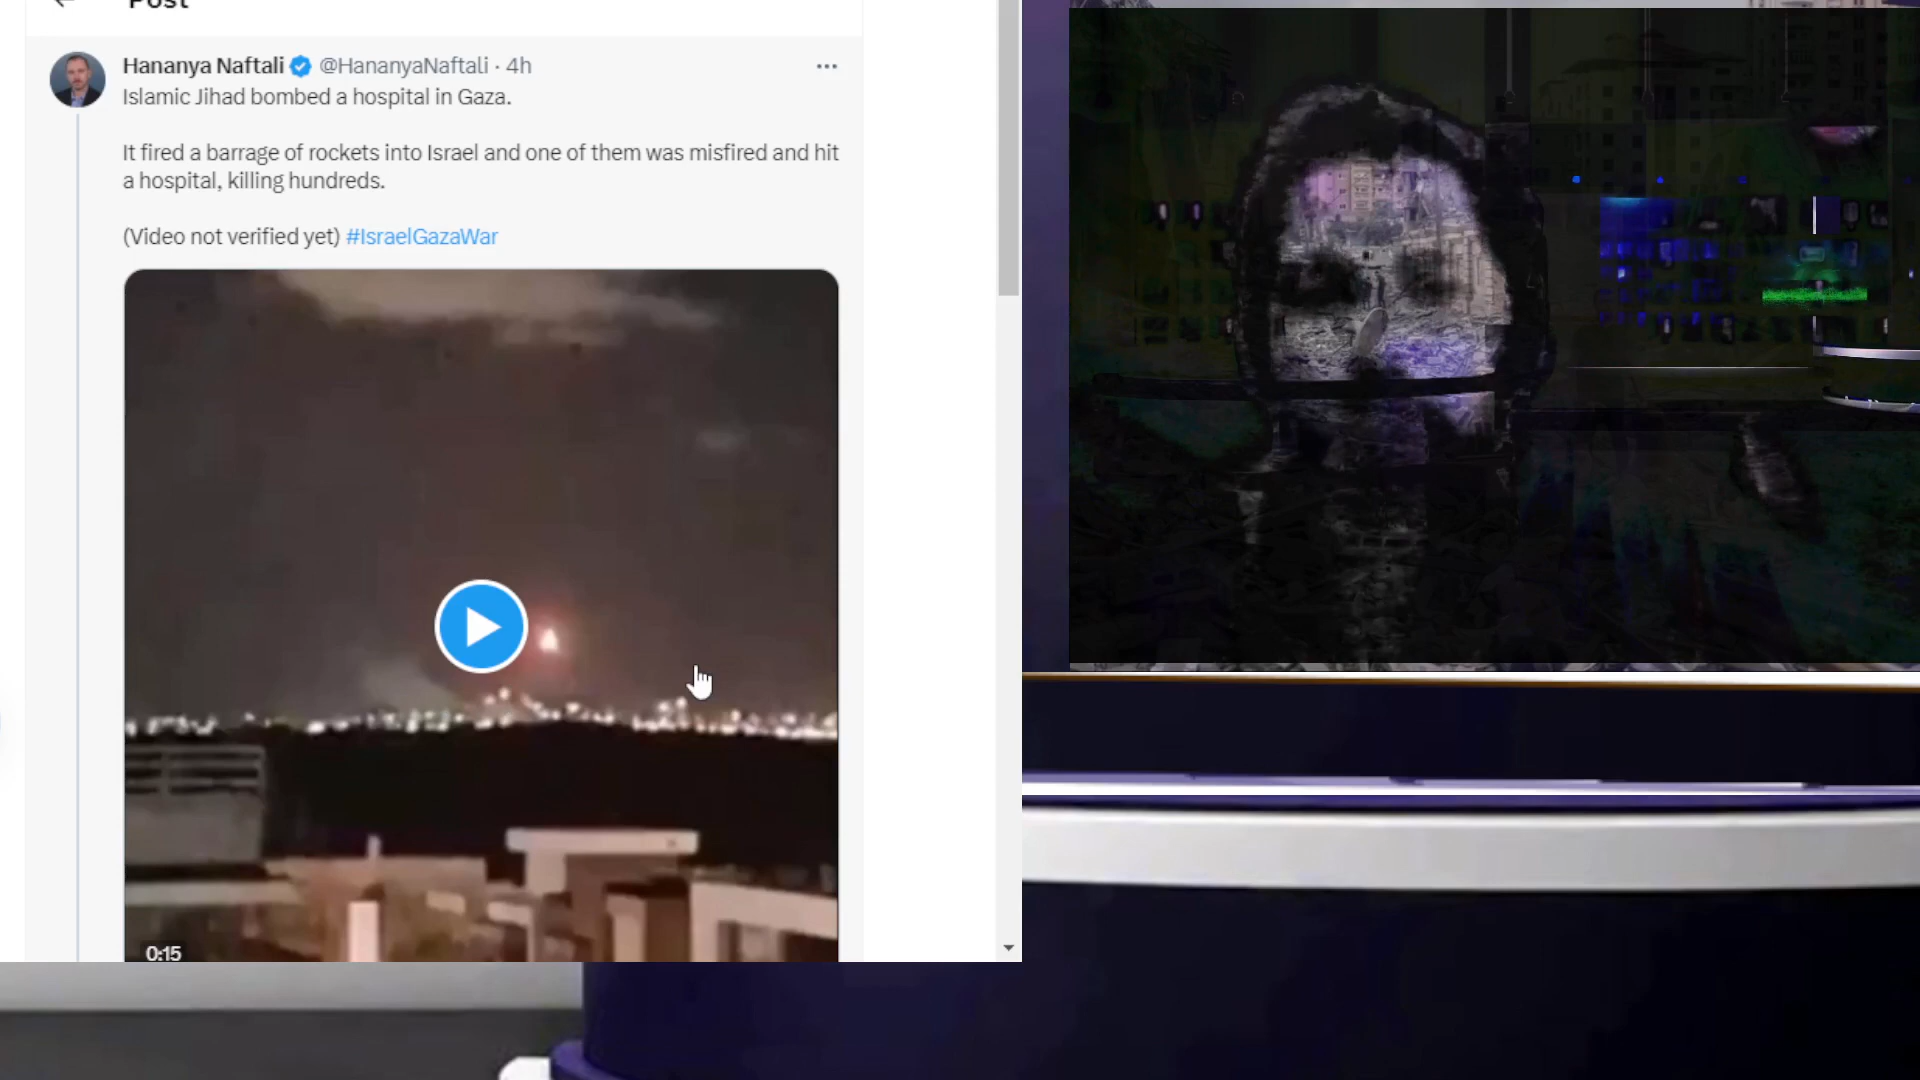 Post
Hananya Naftali @HananyaNaftali · 4h
Islamic Jihad bombed a hospital in Gaza.
It fired a barrage of rockets into Israel and one of them was misfired and hit
a hospital, killing hundreds.
(Video not verified yet) #IsraelGazaWar
0:15